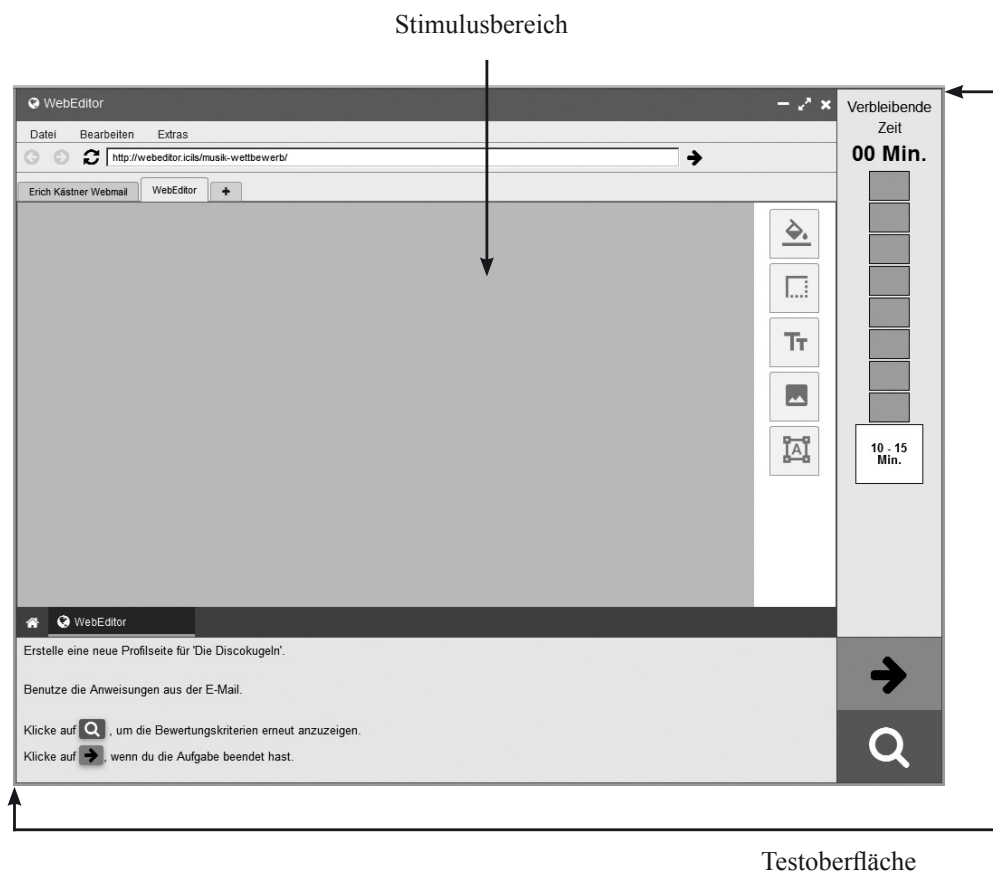 Stimulusbereich
WebEditor
Verbleibende
Zeit
00 Min.
Datei Bearbeiten Extras
http://webeditor.icils/musik-wettbewerb/
Erich Kästner Webmail WebEditor
TT
A
10 - 15
Min.
WebEditor
Erstelle eine neue Profilseite für 'Die Discokugeln'.
Benutze die Anweisungen aus der E-Mail.
Klicke auf , um die Bewertungskriterien erneut anzuzeigen.
Klicke auf , wenn du die Aufgabe beendet hast.
Testoberfläche